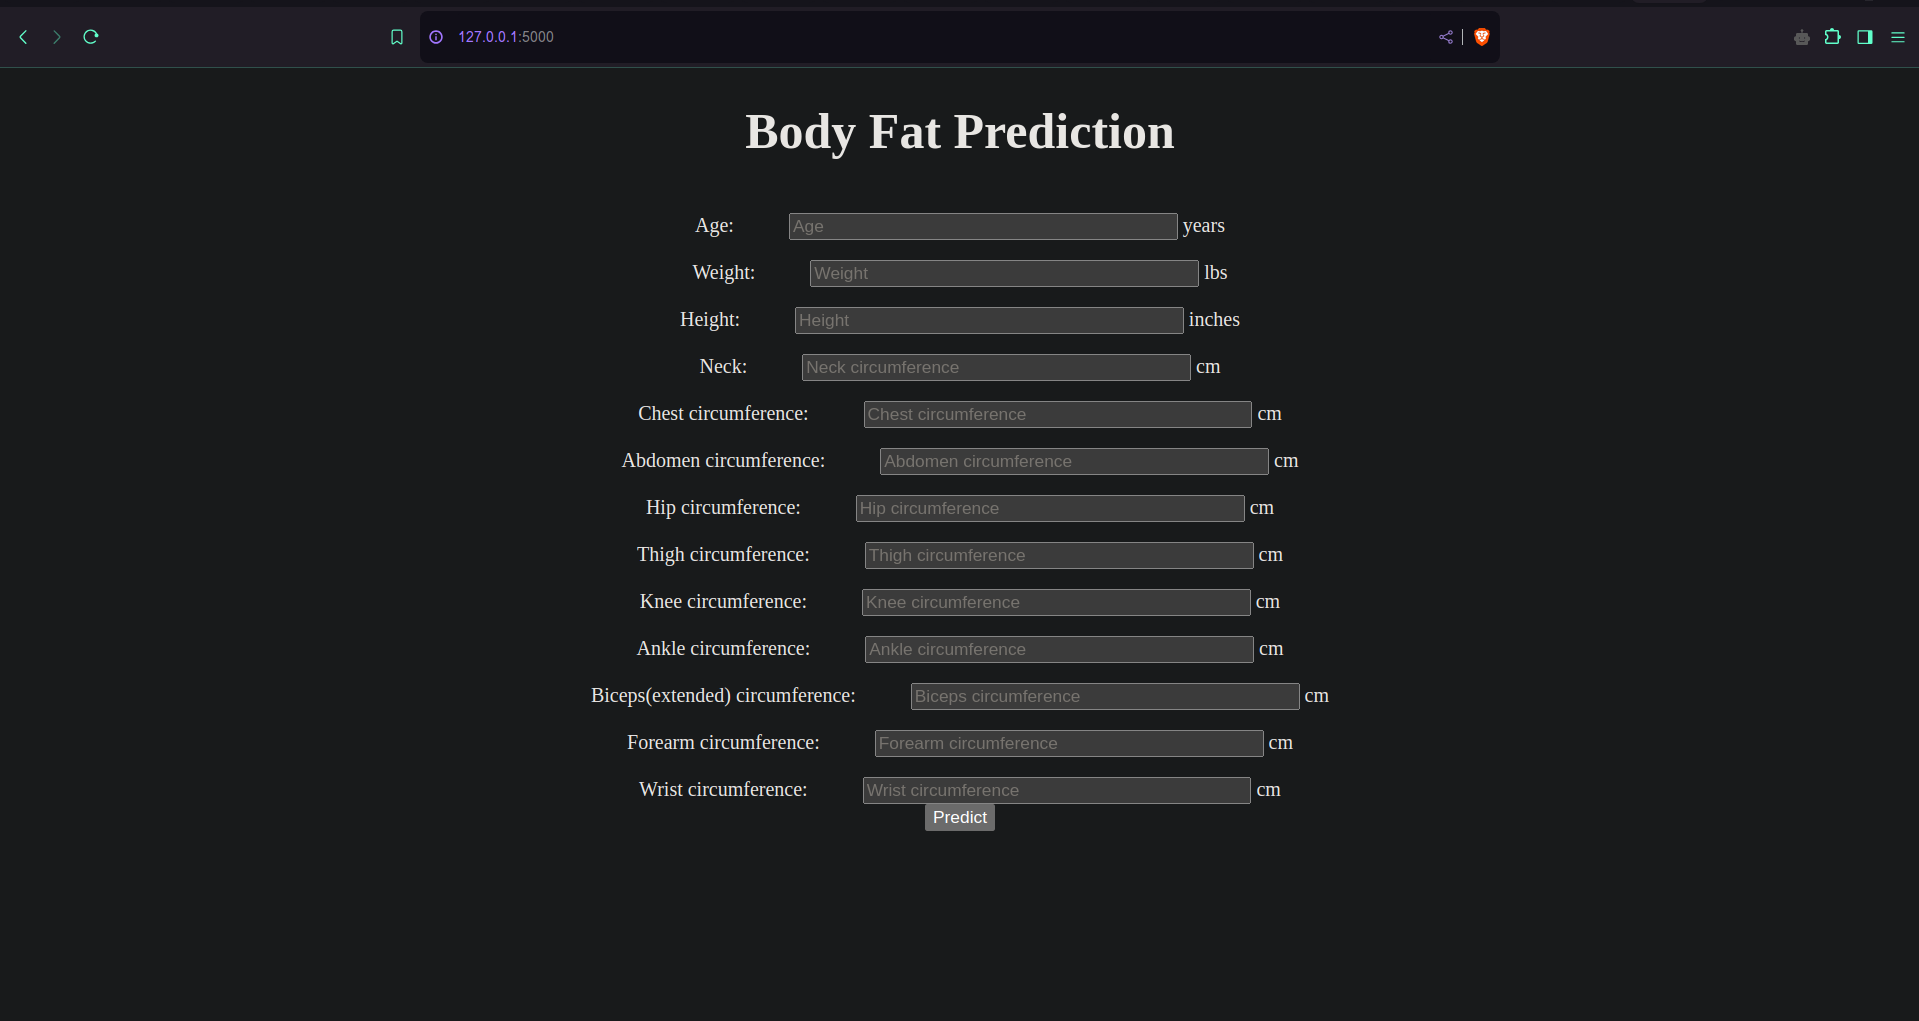 127.0.0.1:5000
Body Fat Prediction
Age: Age years
Weight: Weight lbs
Height: Height inches
Neck: Neck circumference cm
Chest circumference: Chest circumference cm
Abdomen circumference: Abdomen circumference cm
Hip circumference: Hip circumference cm
Thigh circumference: Thigh circumference cm
Knee circumference: Knee circumference cm
Ankle circumference: Ankle circumference cm
Biceps(extended) circumference: Biceps circumference cm
Forearm circumference: Forearm circumference cm
Wrist circumference: Wrist circumference cm
Predict